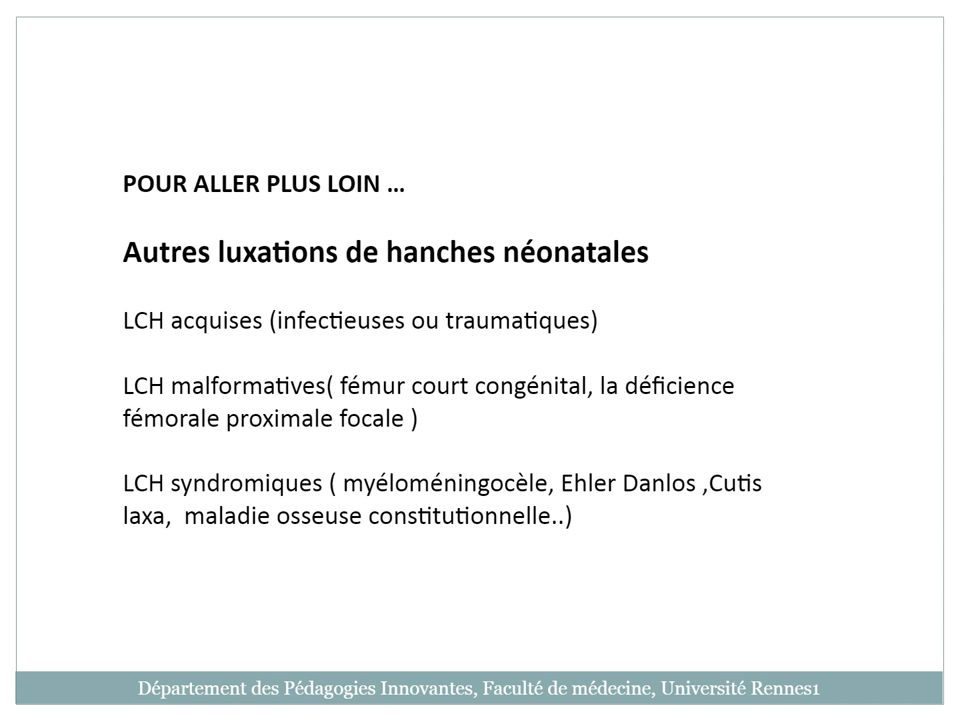 POUR ALLER PLUS LOIN ...
Autres luxations de hanches néonatales
LCH acquises (infectieuses ou traumatiques)
LCH malformatives( fémur court congénital, la déficience
fémorale proximale focale )
LCH syndromiques ( myéloméningocèle, Ehler Danlos ,Cutis
laxa,  maladie osseuse constitutionnelle..)
Département des Pédagogies Innovantes, Faculté de médecine, Université Rennes1